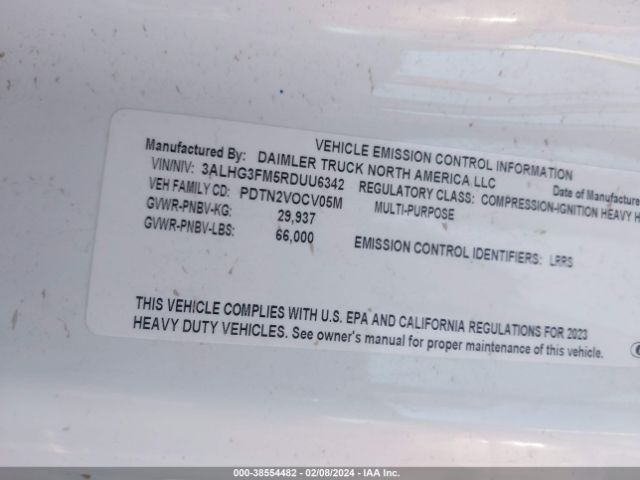 VEHICLE EMISSION CONTROL INFORMATION
Manufactured By: DAIMLER TRUCK NORTH AMERICA LLC Date of Manufacture
VIN/NIV: 3ALHG3FM5RDUU6342 REGULATORY CLASS: COMPRESSION-IGNITION HEAVY H
VEH FAMILY CD: PDTN2VOCV05M MULTI-PURPOSE
GVWR-PNBV-KG: 29,937
GVWR-PNBV-LBS: 66,000 EMISSION CONTROL IDENTIFIERS: LRRS
THIS VEHICLE COMPLIES WITH U.S. EPA AND CALIFORNIA REGULATIONS FOR 2023
HEAVY DUTY VEHICLES. See owner's manual for proper maintenance of this vehicle.
000-38554482 - 02/08/2024 - IAA Inc.